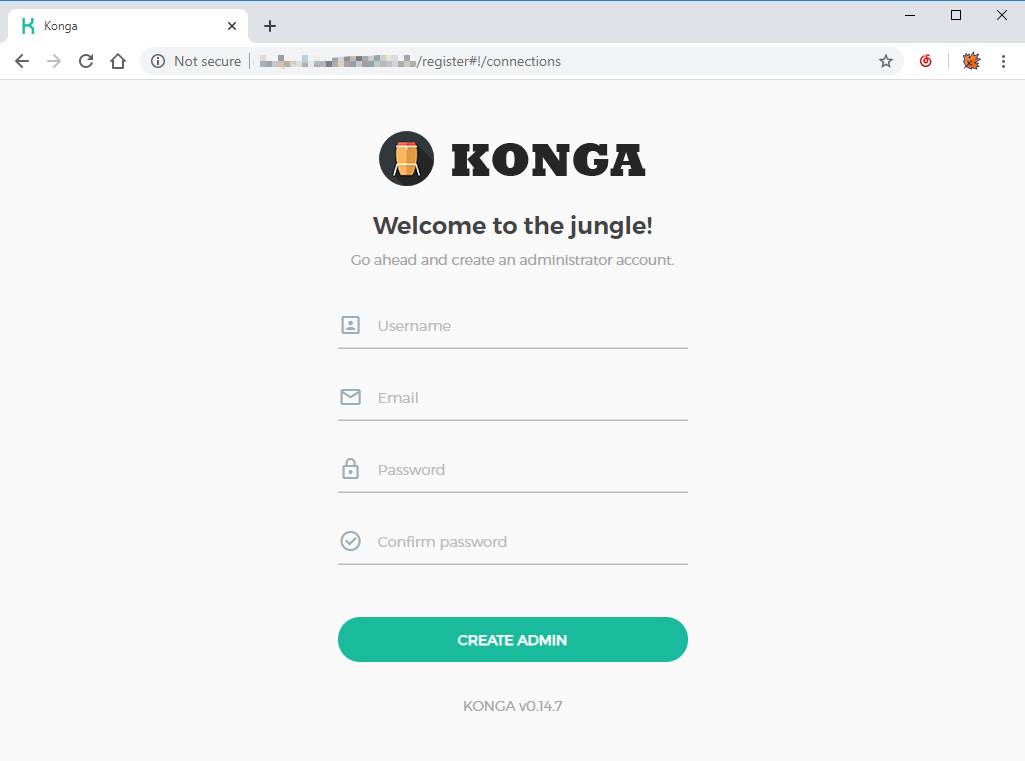 Konga
Not secure
/register#!/connections
KONGA
Welcome to the jungle!
Go ahead and create an administrator account.
Username
Email
Password
Confirm password
CREATE ADMIN
KONGA v0.14.7